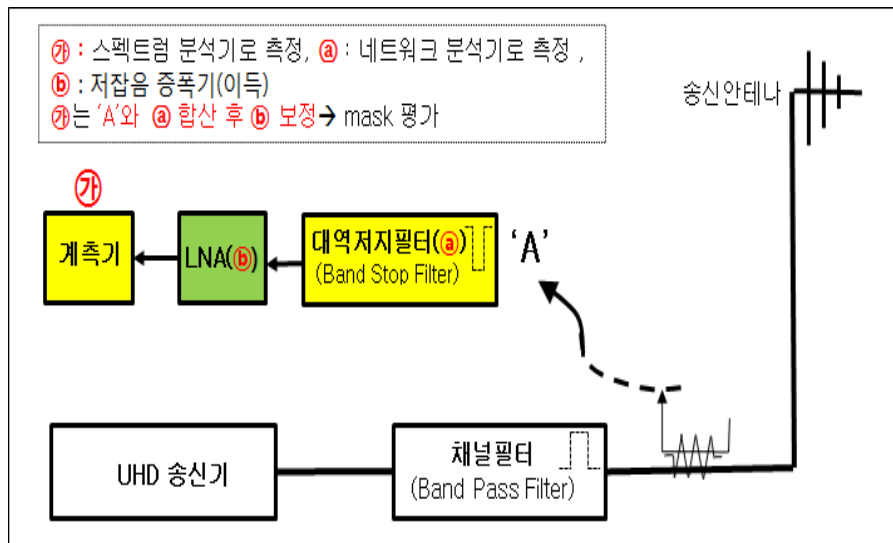 ㉮ : 스펙트럼 분석기로 측정, ⓐ : 네트워크 분석기로 측정 ,
ⓑ : 저잡음 증폭기(이득)
㉮는 ‘A’와 ⓐ 합산 후 ⓑ 보정→ mask 평가
송신안테나
㉮
계측기
LNA(ⓑ)
대역저지필터(ⓐ)
(Band Stop Filter)
‘A’
UHD 송신기
채널필터
(Band Pass Filter)